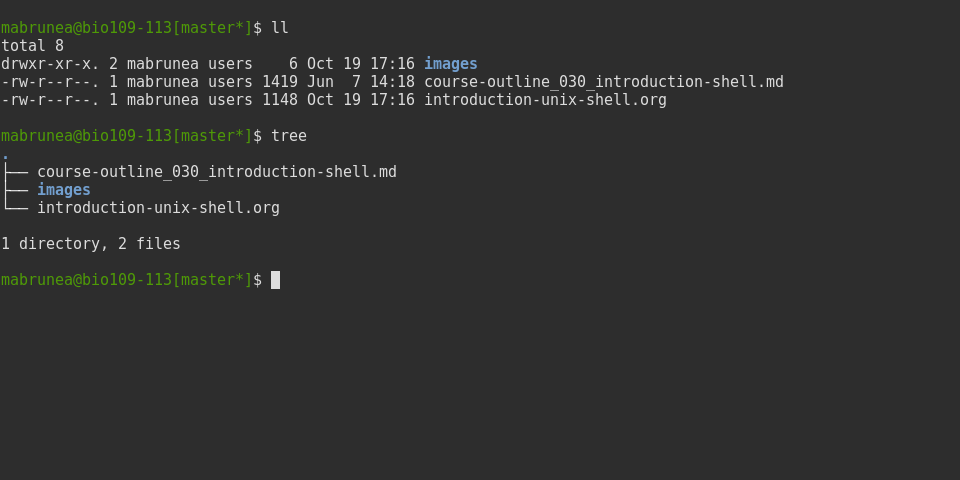 mabrunea@bio109-113[master*]$ ll
total 8
drwxr-xr-x. 2 mabrunea users    6 Oct 19 17:16 images
-rw-r--r--. 1 mabrunea users 1419 Jun  7 14:18 course-outline_030_introduction-shell.md
-rw-r--r--. 1 mabrunea users 1148 Oct 19 17:16 introduction-unix-shell.org
mabrunea@bio109-113[master*]$ tree
.
├── course-outline_030_introduction-shell.md
├── images
└── introduction-unix-shell.org
1 directory, 2 files
mabrunea@bio109-113[master*]$